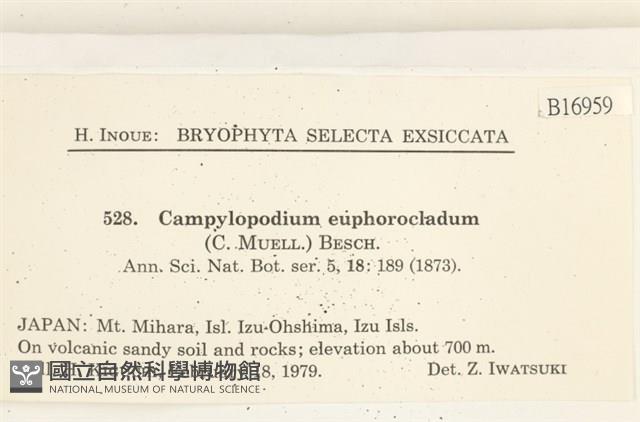 B16959
H. INOUE: BRYOPHYTA SELECTA EXSICCATA
528. Campylopodium euphorocladum
(C. MUELL.) BESCH.
Ann. Sci. Nat. Bot. ser. 5, 18: 189 (1873).
JAPAN: Mt. Mihara, Isl. Izu-Ohshima, Izu Isls.
On volcanic sandy soil and rocks; elevation about 700 m.
8, 1979. Det. Z. IWATSUKI
國立自然科學博物館
NATIONAL MUSEUM OF NATURAL SCIENCE